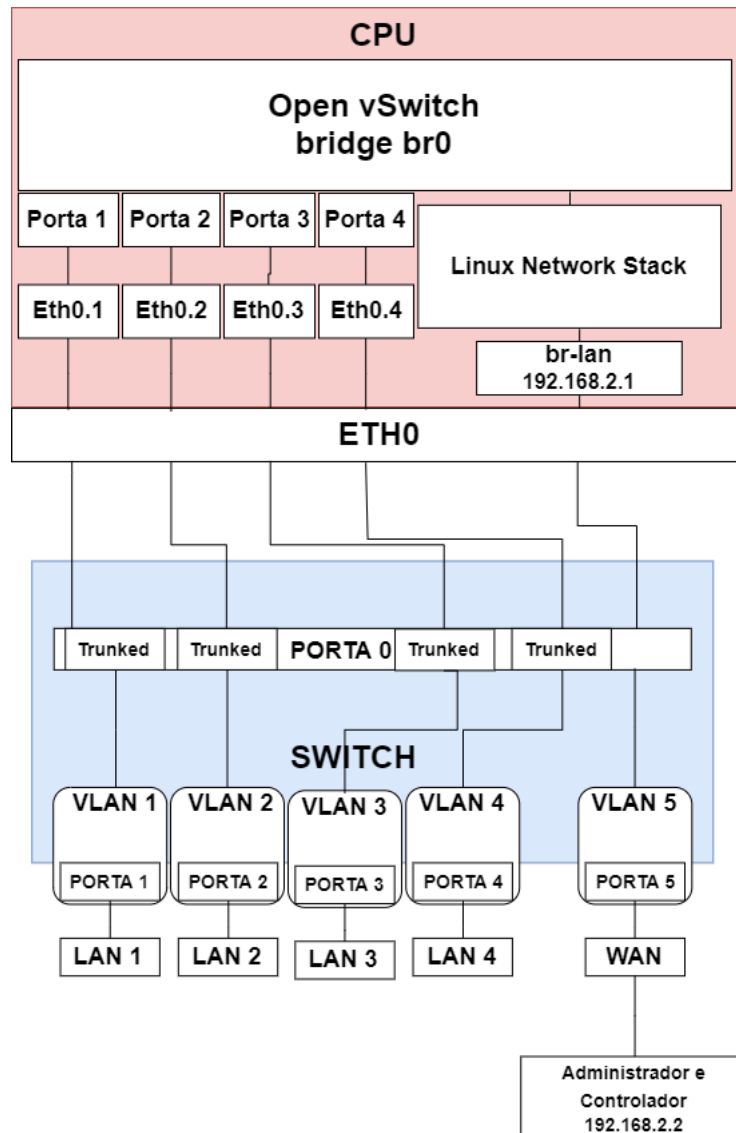 CPU
Open vSwitch
bridge br0
Porta 1
Porta 2
Porta 3
Porta 4
Linux Network Stack
Eth0.1
Eth0.2
Eth0.3
Eth0.4
br-lan
192.168.2.1
ETH0
Trunked
Trunked
PORTA 0
Trunked
Trunked
SWITCH
VLAN 1
VLAN 2
VLAN 3
VLAN 4
VLAN 5
PORTA 1
PORTA 2
PORTA 3
PORTA 4
PORTA 5
LAN 1
LAN 2
LAN 3
LAN 4
WAN
Administrador e
Controlador
192.168.2.2